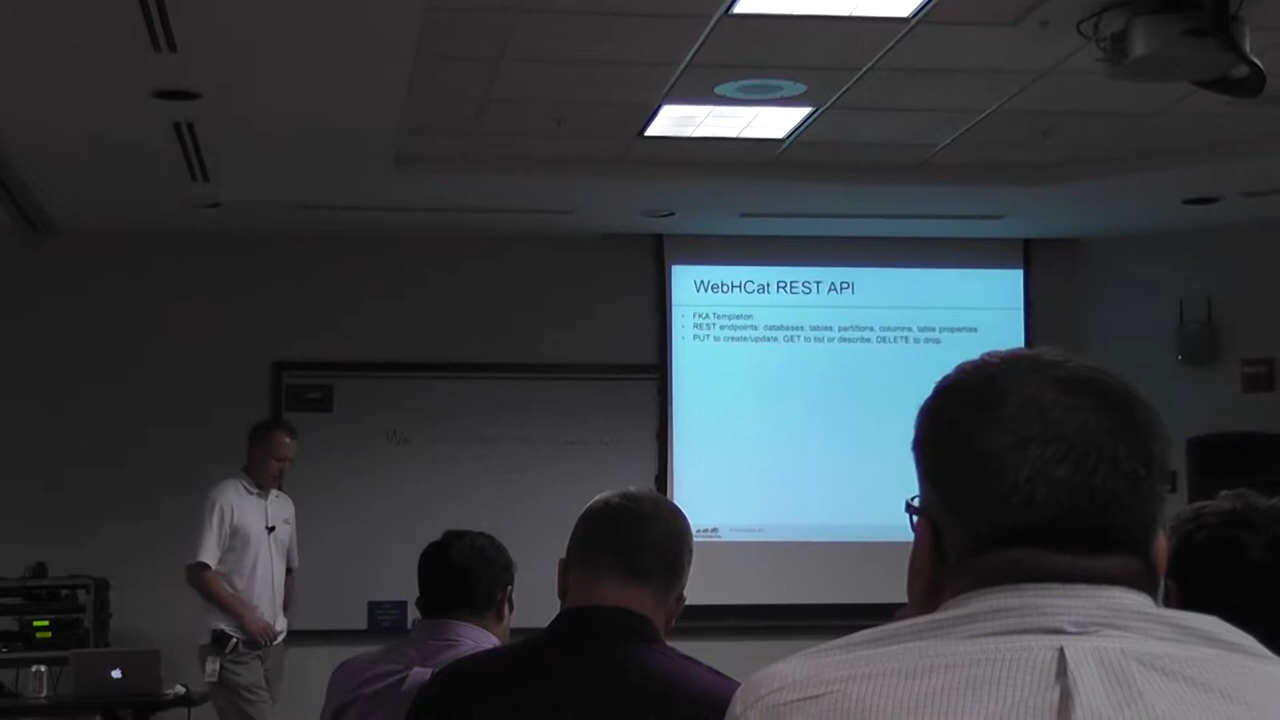 WebHCat REST API
• FKA Templeton
• REST endpoints: databases, tables, partitions, columns, table properties
• PUT to create/update, GET to list or describe, DELETE to drop
We